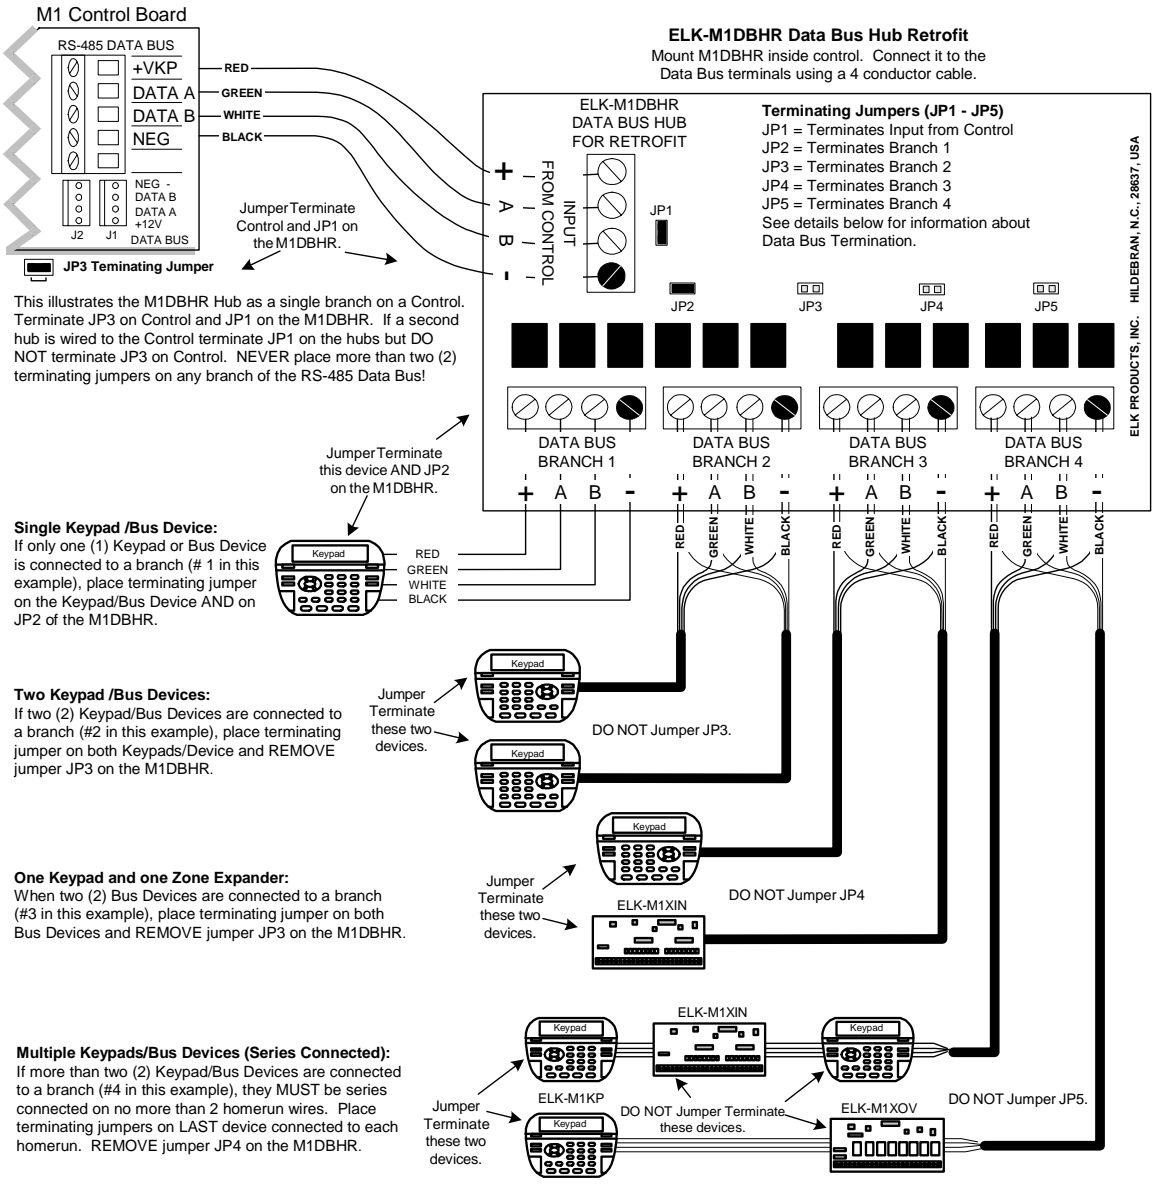 M1 Control Board
RS-485 DATA BUS
+VKP
DATA A
DATA B
NEG
RED
GREEN
WHITE
BLACK
NEG -
DATA B
DATA A
+12V
J2
J1
DATA BUS
JP3 Teminating Jumper
Jumper Terminate
Control and JP1 on
the M1DBHR.
ELK-M1DBHR Data Bus Hub Retrofit
Mount M1DBHR inside control. Connect it to the
Data Bus terminals using a 4 conductor cable.
ELK-M1DBHR
DATA BUS HUB
FOR RETROFIT
+
A
B
-
FROM CONTROL
INPUT
JP1
Terminating Jumpers (JP1 - JP5)
JP1 = Terminates Input from Control
JP2 = Terminates Branch 1
JP3 = Terminates Branch 2
JP4 = Terminates Branch 3
JP5 = Terminates Branch 4
See details below for information about
Data Bus Termination.
JP2
JP3
JP4
JP5
ELK PRODUCTS, INC. HILDEBRAN, N.C., 28637, USA
This illustrates the M1DBHR Hub as a single branch on a Control.
Terminate JP3 on Control and JP1 on the M1DBHR. If a second
hub is wired to the Control terminate JP1 on the hubs but DO
NOT terminate JP3 on Control. NEVER place more than two (2)
terminating jumpers on any branch of the RS-485 Data Bus!
DATA BUS
BRANCH 1
+ A B -
DATA BUS
BRANCH 2
+ A B -
DATA BUS
BRANCH 3
+ A B -
DATA BUS
BRANCH 4
+ A B -
RED
GREEN
WHITE
BLACK
RED
GREEN
WHITE
BLACK
RED
GREEN
WHITE
BLACK
Jumper Terminate
this device AND JP2
on the M1DBHR.
Single Keypad /Bus Device:
If only one (1) Keypad or Bus Device
is connected to a branch (# 1 in this
example), place terminating jumper
on the Keypad/Bus Device AND on
JP2 of the M1DBHR.
Keypad
RED
GREEN
WHITE
BLACK
Two Keypad /Bus Devices:
If two (2) Keypad/Bus Devices are connected to
a branch (#2 in this example), place terminating
jumper on both Keypads/Device and REMOVE
jumper JP3 on the M1DBHR.
Jumper
Terminate
these two
devices.
Keypad
Keypad
DO NOT Jumper JP3.
One Keypad and one Zone Expander:
When two (2) Bus Devices are connected to a branch
(#3 in this example), place terminating jumper on both
Bus Devices and REMOVE jumper JP3 on the M1DBHR.
Jumper
Terminate
these two
devices.
Keypad
ELK-M1XIN
DO NOT Jumper JP4
Multiple Keypads/Bus Devices (Series Connected):
If more than two (2) Keypad/Bus Devices are connected
to a branch (#4 in this example), they MUST be series
connected on no more than 2 homerun wires. Place
terminating jumpers on LAST device connected to each
homerun. REMOVE jumper JP4 on the M1DBHR.
Jumper
Terminate
these two
devices.
Keypad
ELK-M1XIN
Keypad
ELK-M1KP
Keypad
DO NOT Jumper Terminate
these devices.
ELK-M1XOV
DO NOT Jumper JP5.